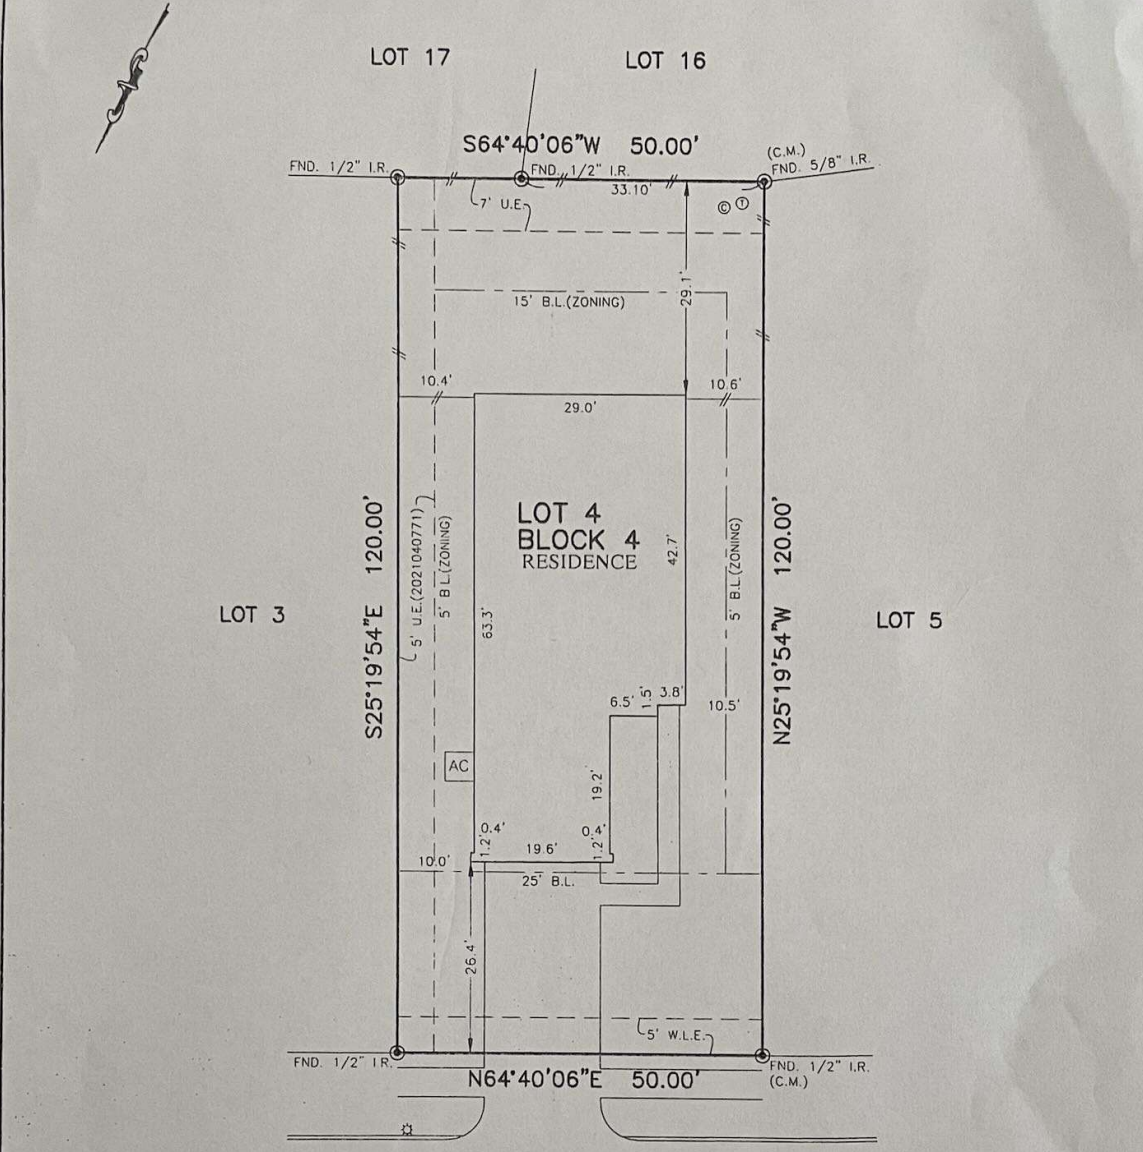 LOT 17
LOT 16
S64°40'06"W 50.00'
(C.M.)
FND. 1/2" I.R.
FND. 1/2" I.R.
FND. 5/8" I.R.
33.10'
7' U.E.
© Ⓣ
29.1'
15' B.L.(ZONING)
10.4'
10.6'
29.0'
S25°19'54"E 120.00'
5' U.E.(2021040771)
5' B.L.(ZONING)
LOT 4
BLOCK 4
RESIDENCE
42.7'
5' B.L.(ZONING)
N25°19'54"W 120.00'
LOT 3
63.3'
LOT 5
6.5'
1.5'
3.8'
10.5'
AC
19.2'
0.4'
1.2'
0.4'
1.2'
19.6'
10.0'
25' B.L.
26.4'
5' W.L.E.
FND. 1/2" I.R.
FND. 1/2" I.R.
(C.M.)
N64°40'06"E 50.00'